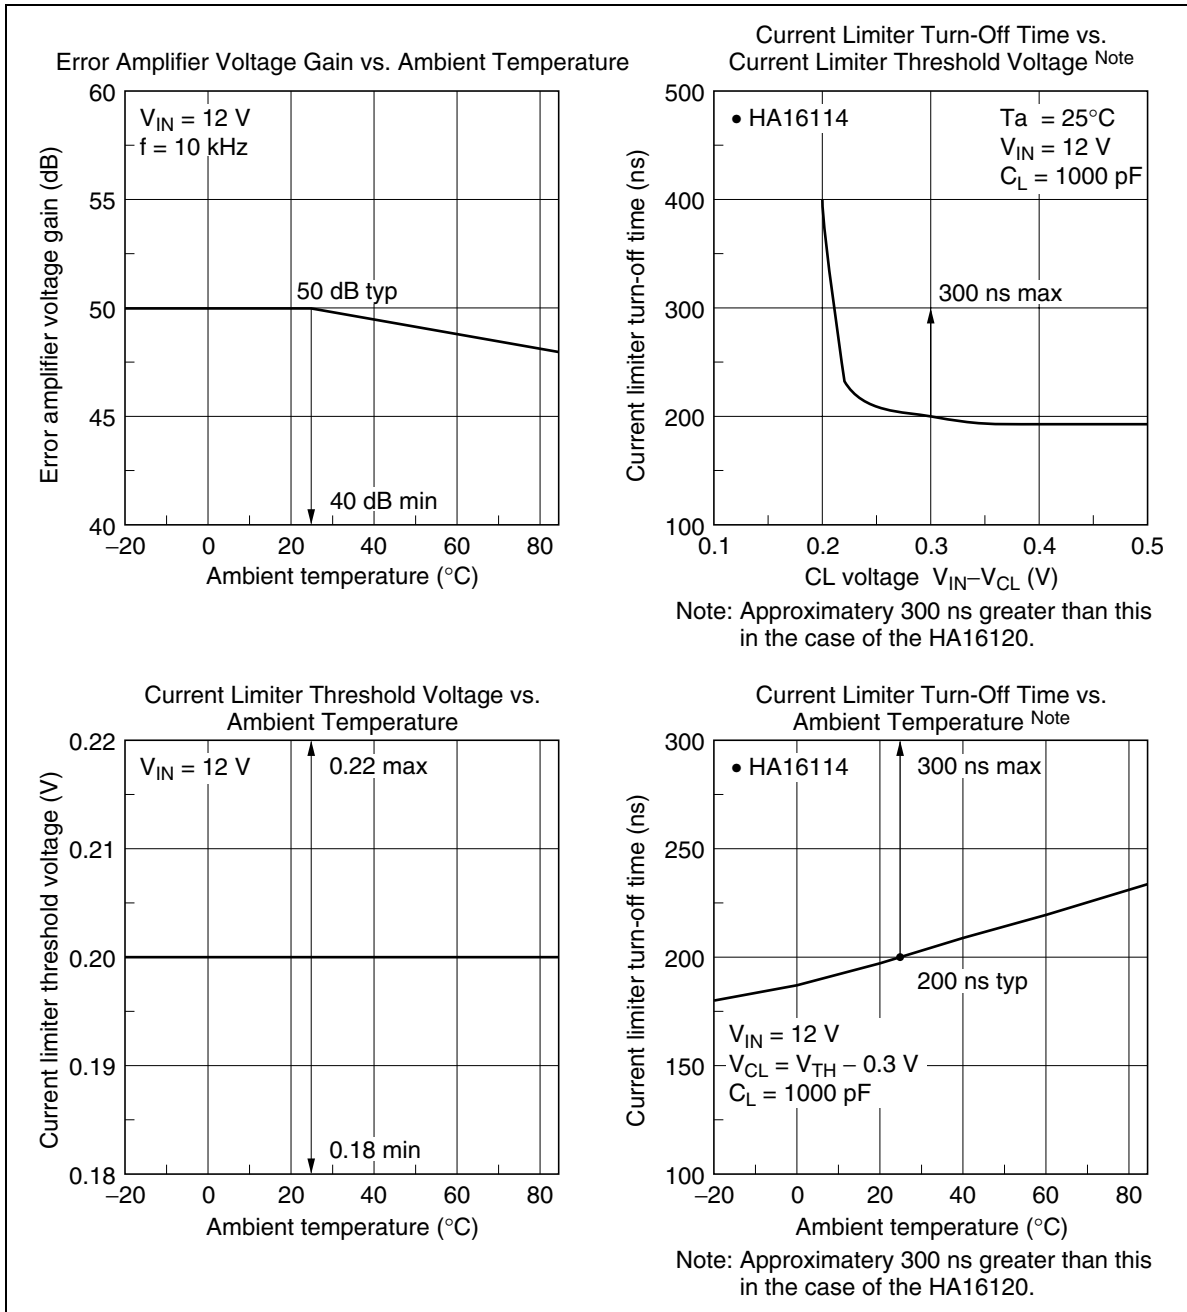 Error Amplifier Voltage Gain vs. Ambient Temperature
60
55
50
45
40
Error amplifier voltage gain (dB)
V_IN = 12 V
f = 10 kHz
50 dB typ
40 dB min
–20 0 20 40 60 80
Ambient temperature (°C)
Current Limiter Turn-Off Time vs.
Current Limiter Threshold Voltage Note
500
400
300
200
100
Current limiter turn-off time (ns)
• HA16114
Ta = 25°C
V_IN = 12 V
C_L = 1000 pF
300 ns max
0.1 0.2 0.3 0.4 0.5
CL voltage V_IN–V_CL (V)
Note: Approximatery 300 ns greater than this
in the case of the HA16120.
Current Limiter Threshold Voltage vs.
Ambient Temperature
0.22
0.21
0.20
0.19
0.18
Current limiter threshold voltage (V)
V_IN = 12 V
0.22 max
0.18 min
–20 0 20 40 60 80
Ambient temperature (°C)
Current Limiter Turn-Off Time vs.
Ambient Temperature Note
300
250
200
150
100
Current limiter turn-off time (ns)
• HA16114
300 ns max
200 ns typ
V_IN = 12 V
V_CL = V_TH – 0.3 V
C_L = 1000 pF
–20 0 20 40 60 80
Ambient temperature (°C)
Note: Approximatery 300 ns greater than this
in the case of the HA16120.